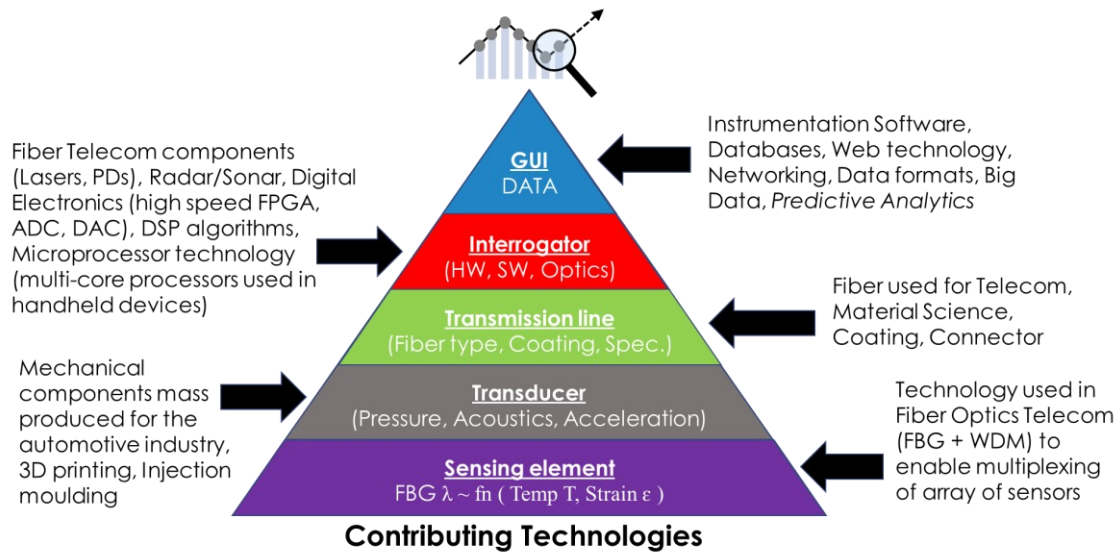 Fiber Telecom components
(Lasers, PDs), Radar/Sonar, Digital
Electronics (high speed FPGA,
ADC, DAC), DSP algorithms,
Microprocessor technology
(multi-core processors used in
handheld devices)
Mechanical
components mass
produced for the
automotive industry,
3D printing, Injection
moulding
GUI
DATA
Interrogator
(HW, SW, Optics)
Transmission line
(Fiber type, Coating, Spec.)
Transducer
(Pressure, Acoustics, Acceleration)
Sensing element
FBG λ ~ fn ( Temp T, Strain ε )
Instrumentation Software,
Databases, Web technology,
Networking, Data formats, Big
Data, Predictive Analytics
Fiber used for Telecom,
Material Science,
Coating, Connector
Technology used in
Fiber Optics Telecom
(FBG + WDM) to
enable multiplexing
of array of sensors
Contributing Technologies